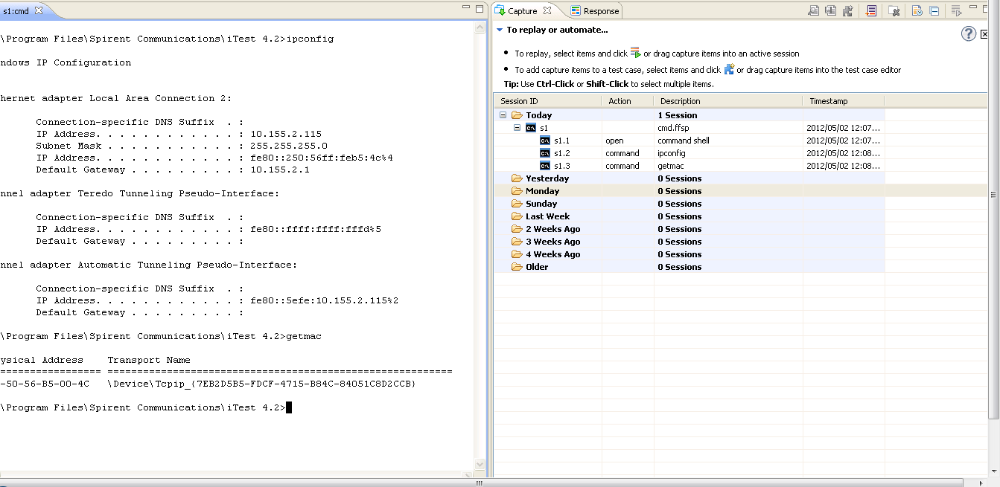 s1:cmd
\Program Files\Spirent Communications\iTest 4.2>ipconfig
ndows IP Configuration
hernet adapter Local Area Connection 2:
Connection-specific DNS Suffix  . :
IP Address. . . . . . . . . . . . : 10.155.2.115
Subnet Mask . . . . . . . . . . . : 255.255.255.0
IP Address. . . . . . . . . . . . : fe80::250:56ff:feb5:4c%4
Default Gateway . . . . . . . . . : 10.155.2.1
nnel adapter Teredo Tunneling Pseudo-Interface:
Connection-specific DNS Suffix  . :
IP Address. . . . . . . . . . . . : fe80::ffff:ffff:fffd%5
Default Gateway . . . . . . . . . :
nnel adapter Automatic Tunneling Pseudo-Interface:
Connection-specific DNS Suffix  . :
IP Address. . . . . . . . . . . . : fe80::5efe:10.155.2.115%2
Default Gateway . . . . . . . . . :
\Program Files\Spirent Communications\iTest 4.2>getmac
ysical Address    Transport Name
================= ==========================================================
-50-56-B5-00-4C   \Device\Tcpip_{7EB2D5B5-FDCF-4715-B84C-84051C8D2CCB}
\Program Files\Spirent Communications\iTest 4.2>
Capture Response
To replay or automate...
• To replay, select items and click or drag capture items into an active session
• To add capture items to a test case, select items and click or drag capture items into the test case editor
Tip: Use Ctrl-Click or Shift-Click to select multiple items.
Session ID Action Description Timestamp
Today 1 Session
s1 cmd.ffsp 2012/05/02 12:07...
s1.1 open command shell 2012/05/02 12:07...
s1.2 command ipconfig 2012/05/02 12:08...
s1.3 command getmac 2012/05/02 12:08...
Yesterday 0 Sessions
Monday 0 Sessions
Sunday 0 Sessions
Last Week 0 Sessions
2 Weeks Ago 0 Sessions
3 Weeks Ago 0 Sessions
4 Weeks Ago 0 Sessions
Older 0 Sessions